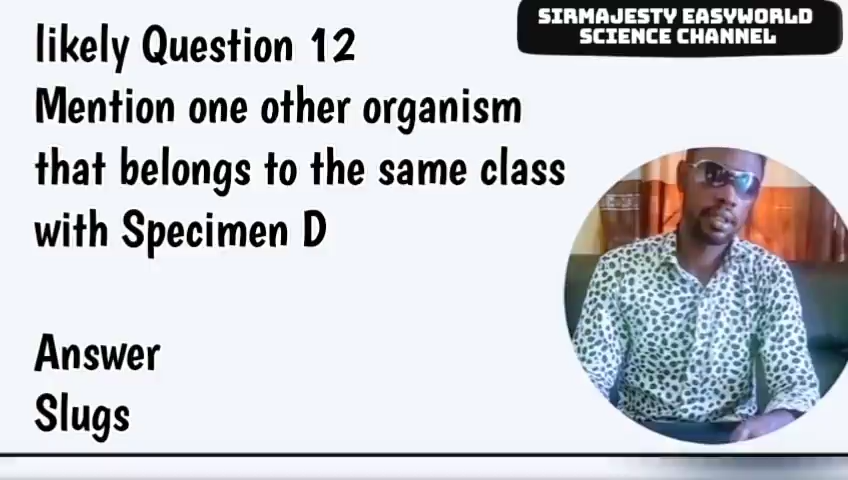 SIRMAJESTY EASYWORLD
SCIENCE CHANNEL
likely Question 12
Mention one other organism
that belongs to the same class
with Specimen D
Answer
Slugs